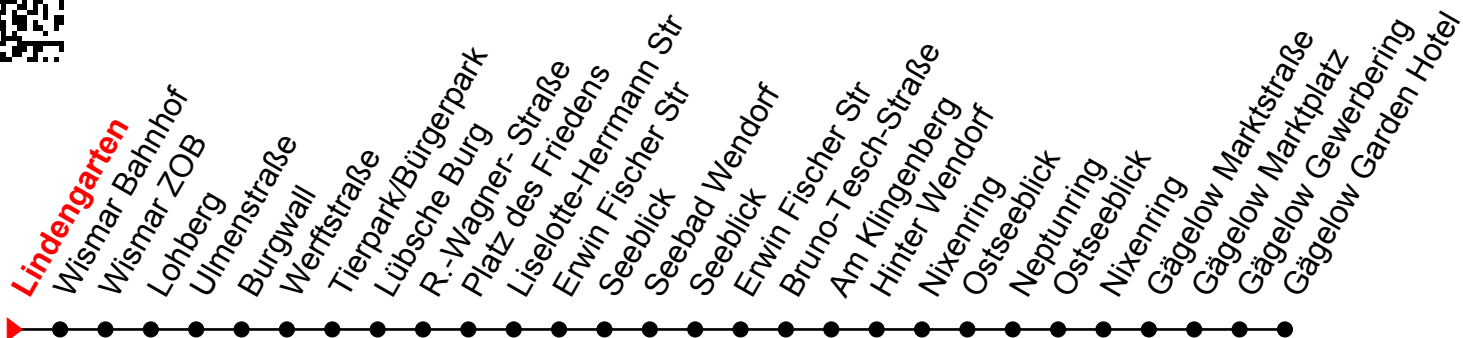 Lindengarten
Wismar Bahnhof
Wismar ZOB
Lohberg
Ulmenstraße
Burgwall
Werftstraße
Tierpark/Bürgerpark
Lübsche Burg
R.-Wagner- Straße
Platz des Friedens
Liselotte-Herrmann Str
Erwin Fischer Str
Seeblick
Seebad Wendorf
Seeblick
Erwin Fischer Str
Bruno-Tesch-Straße
Am Klingenberg
Hinter Wendorf
Nixenring
Ostseeblick
Neptunring
Ostseeblick
Nixenring
Gägelow Marktstraße
Gägelow Marktplatz
Gägelow Gewerbering
Gägelow Garden Hotel